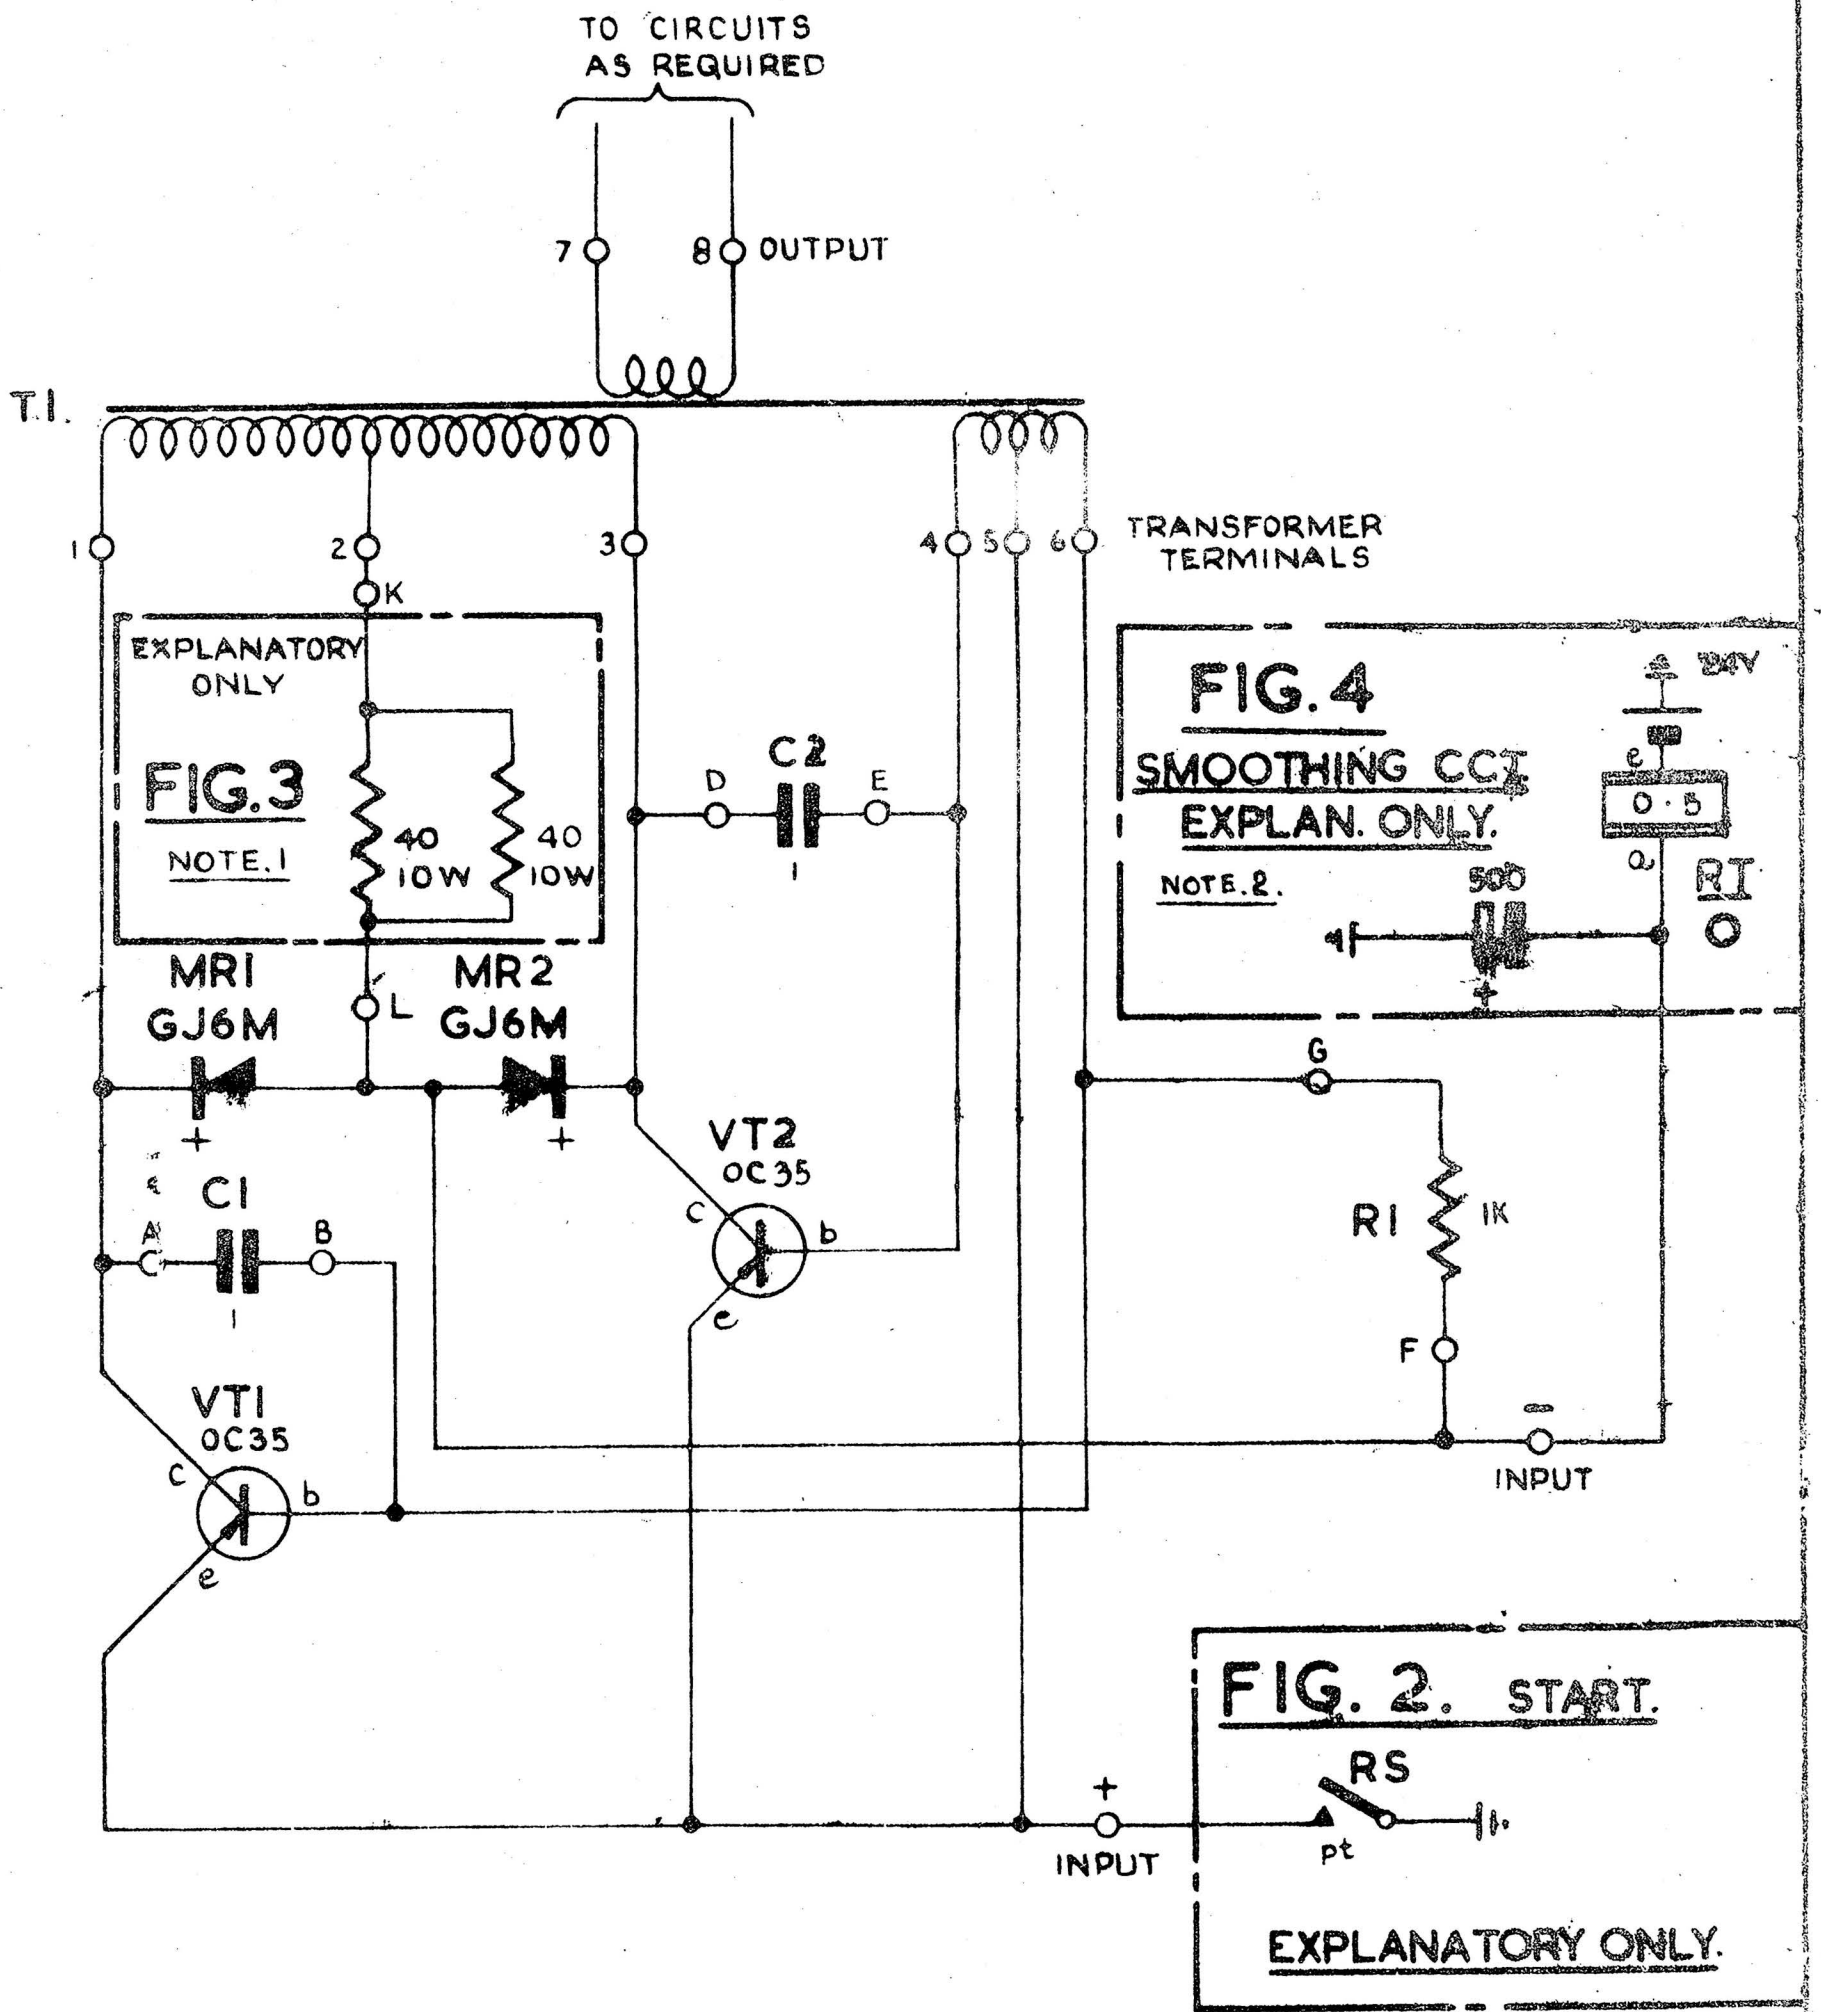 TO CIRCUITS
AS REQUIRED
7 8 OUTPUT
T.1.
1 2 3 4 5 6
TRANSFORMER
TERMINALS
K
EXPLANATORY
ONLY
FIG.3
NOTE.1
40
10W
40
10W
L
MR1
GJ6M
+
MR2
GJ6M
+
C2
D E
1
FIG.4
SMOOTHING CCT.
EXPLAN. ONLY.
NOTE.2.
24V
e
0.5
a
RT
500
+
G
R1 1K
F
-
INPUT
VT2
OC35
c b
e
C1
A B
1
VT1
OC35
c b
e
+
INPUT
FIG. 2. START.
RS
pt
EXPLANATORY ONLY.